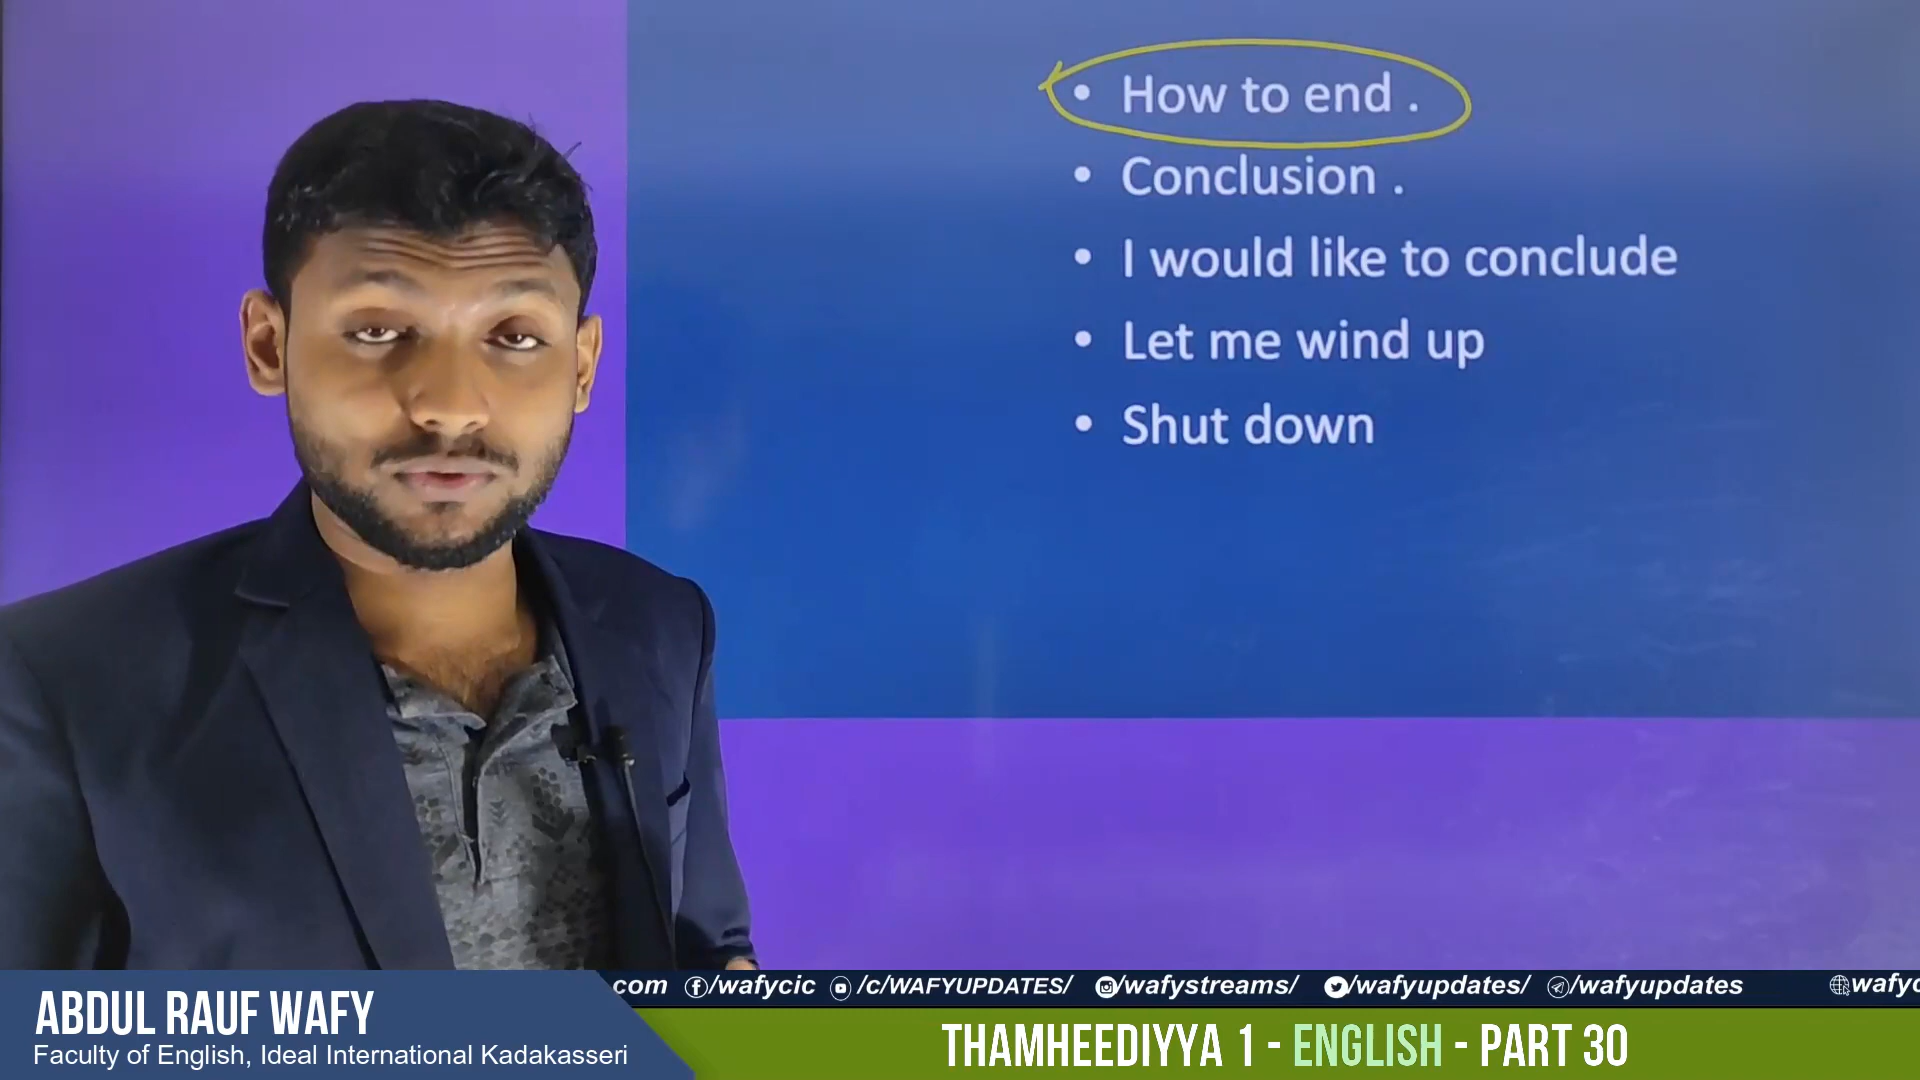 How to end .
Conclusion .
I would like to conclude
Let me wind up
Shut down
com /wafycic /c/WAFYUPDATES/ /wafystreams/ /wafyupdates/ /wafyupdates wafyc
ABDUL RAUF WAFY
Faculty of English, Ideal International Kadakasseri
THAMHEEDIYYA 1 - ENGLISH - PART 30